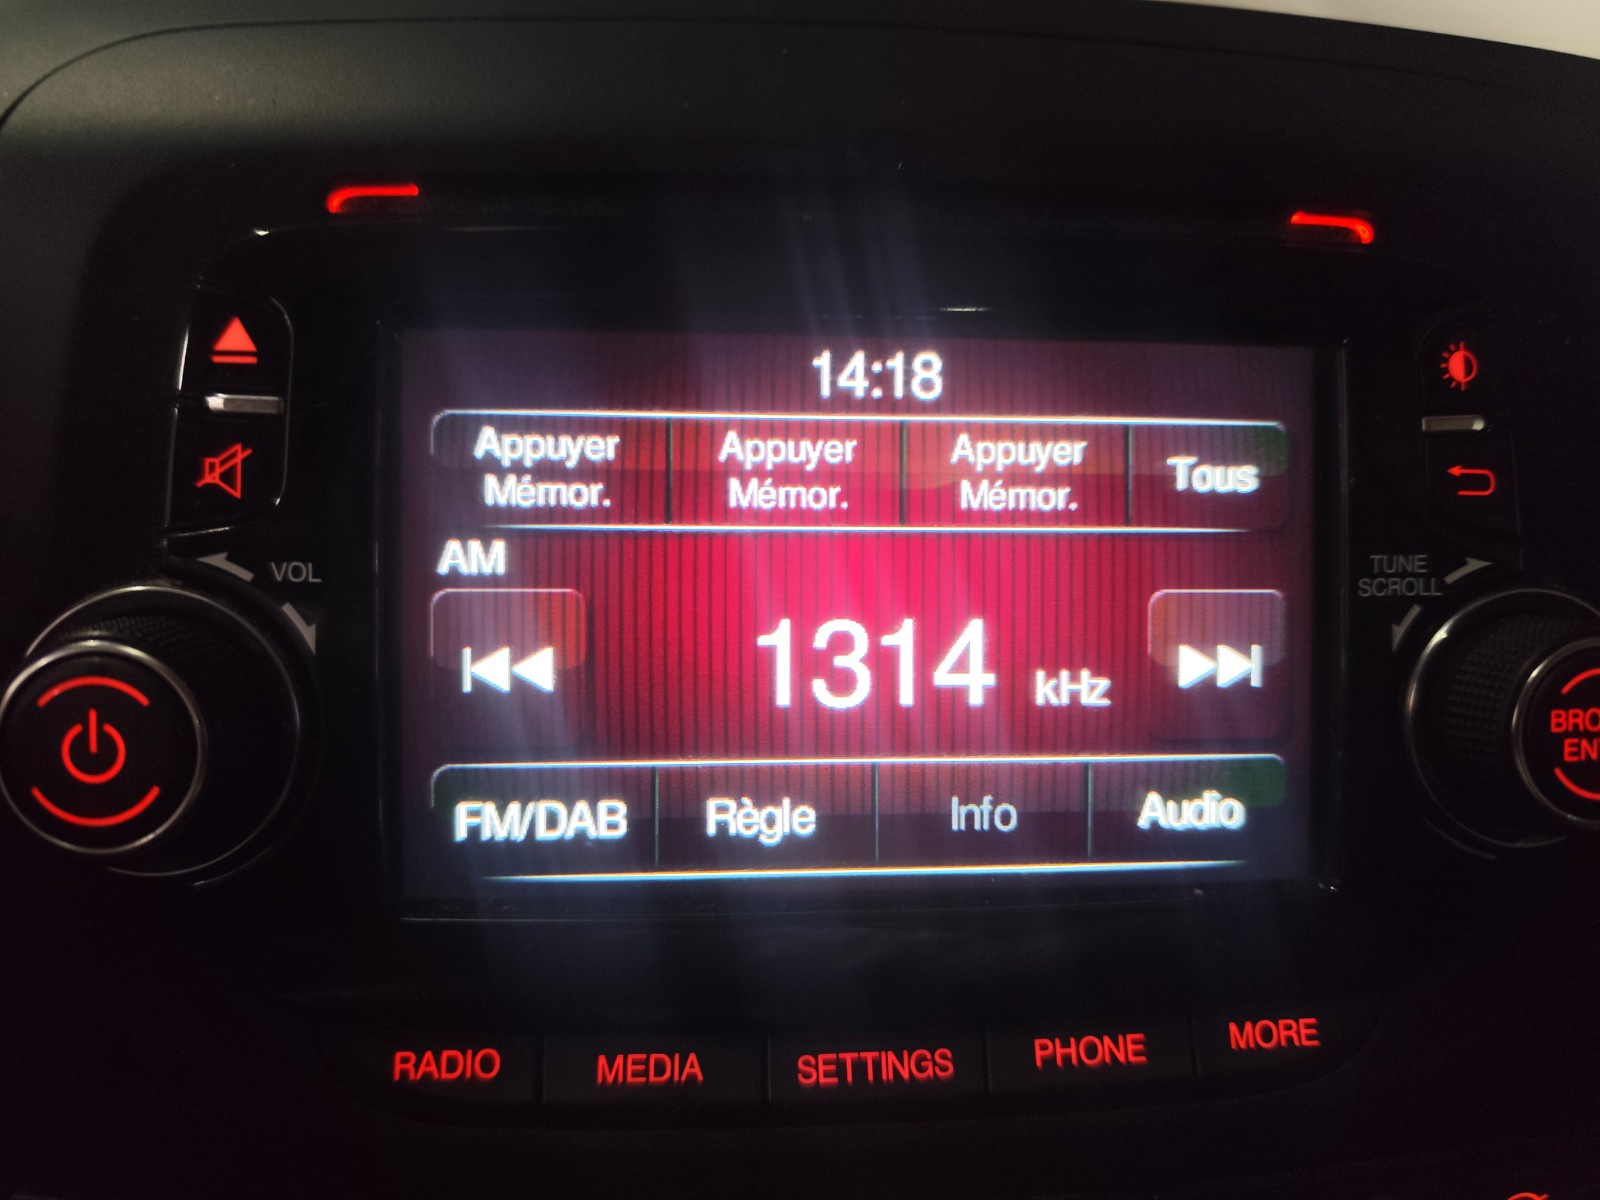 14:18
Appuyer Mémor.
Appuyer Mémor.
Appuyer Mémor.
Tous
AM
VOL
TUNE
SCROLL
1314 kHz
FM/DAB
Règle
Info
Audio
RADIO
MEDIA
SETTINGS
PHONE
MORE